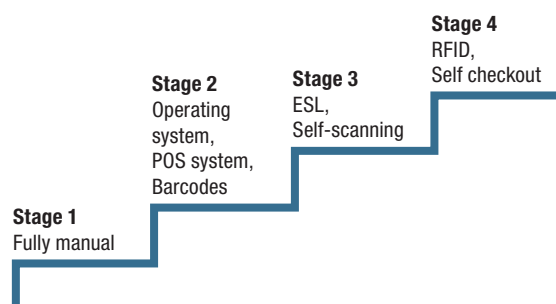 Stage 1
Fully manual
Stage 2
Operating
system,
POS system,
Barcodes
Stage 3
ESL,
Self-scanning
Stage 4
RFID,
Self checkout